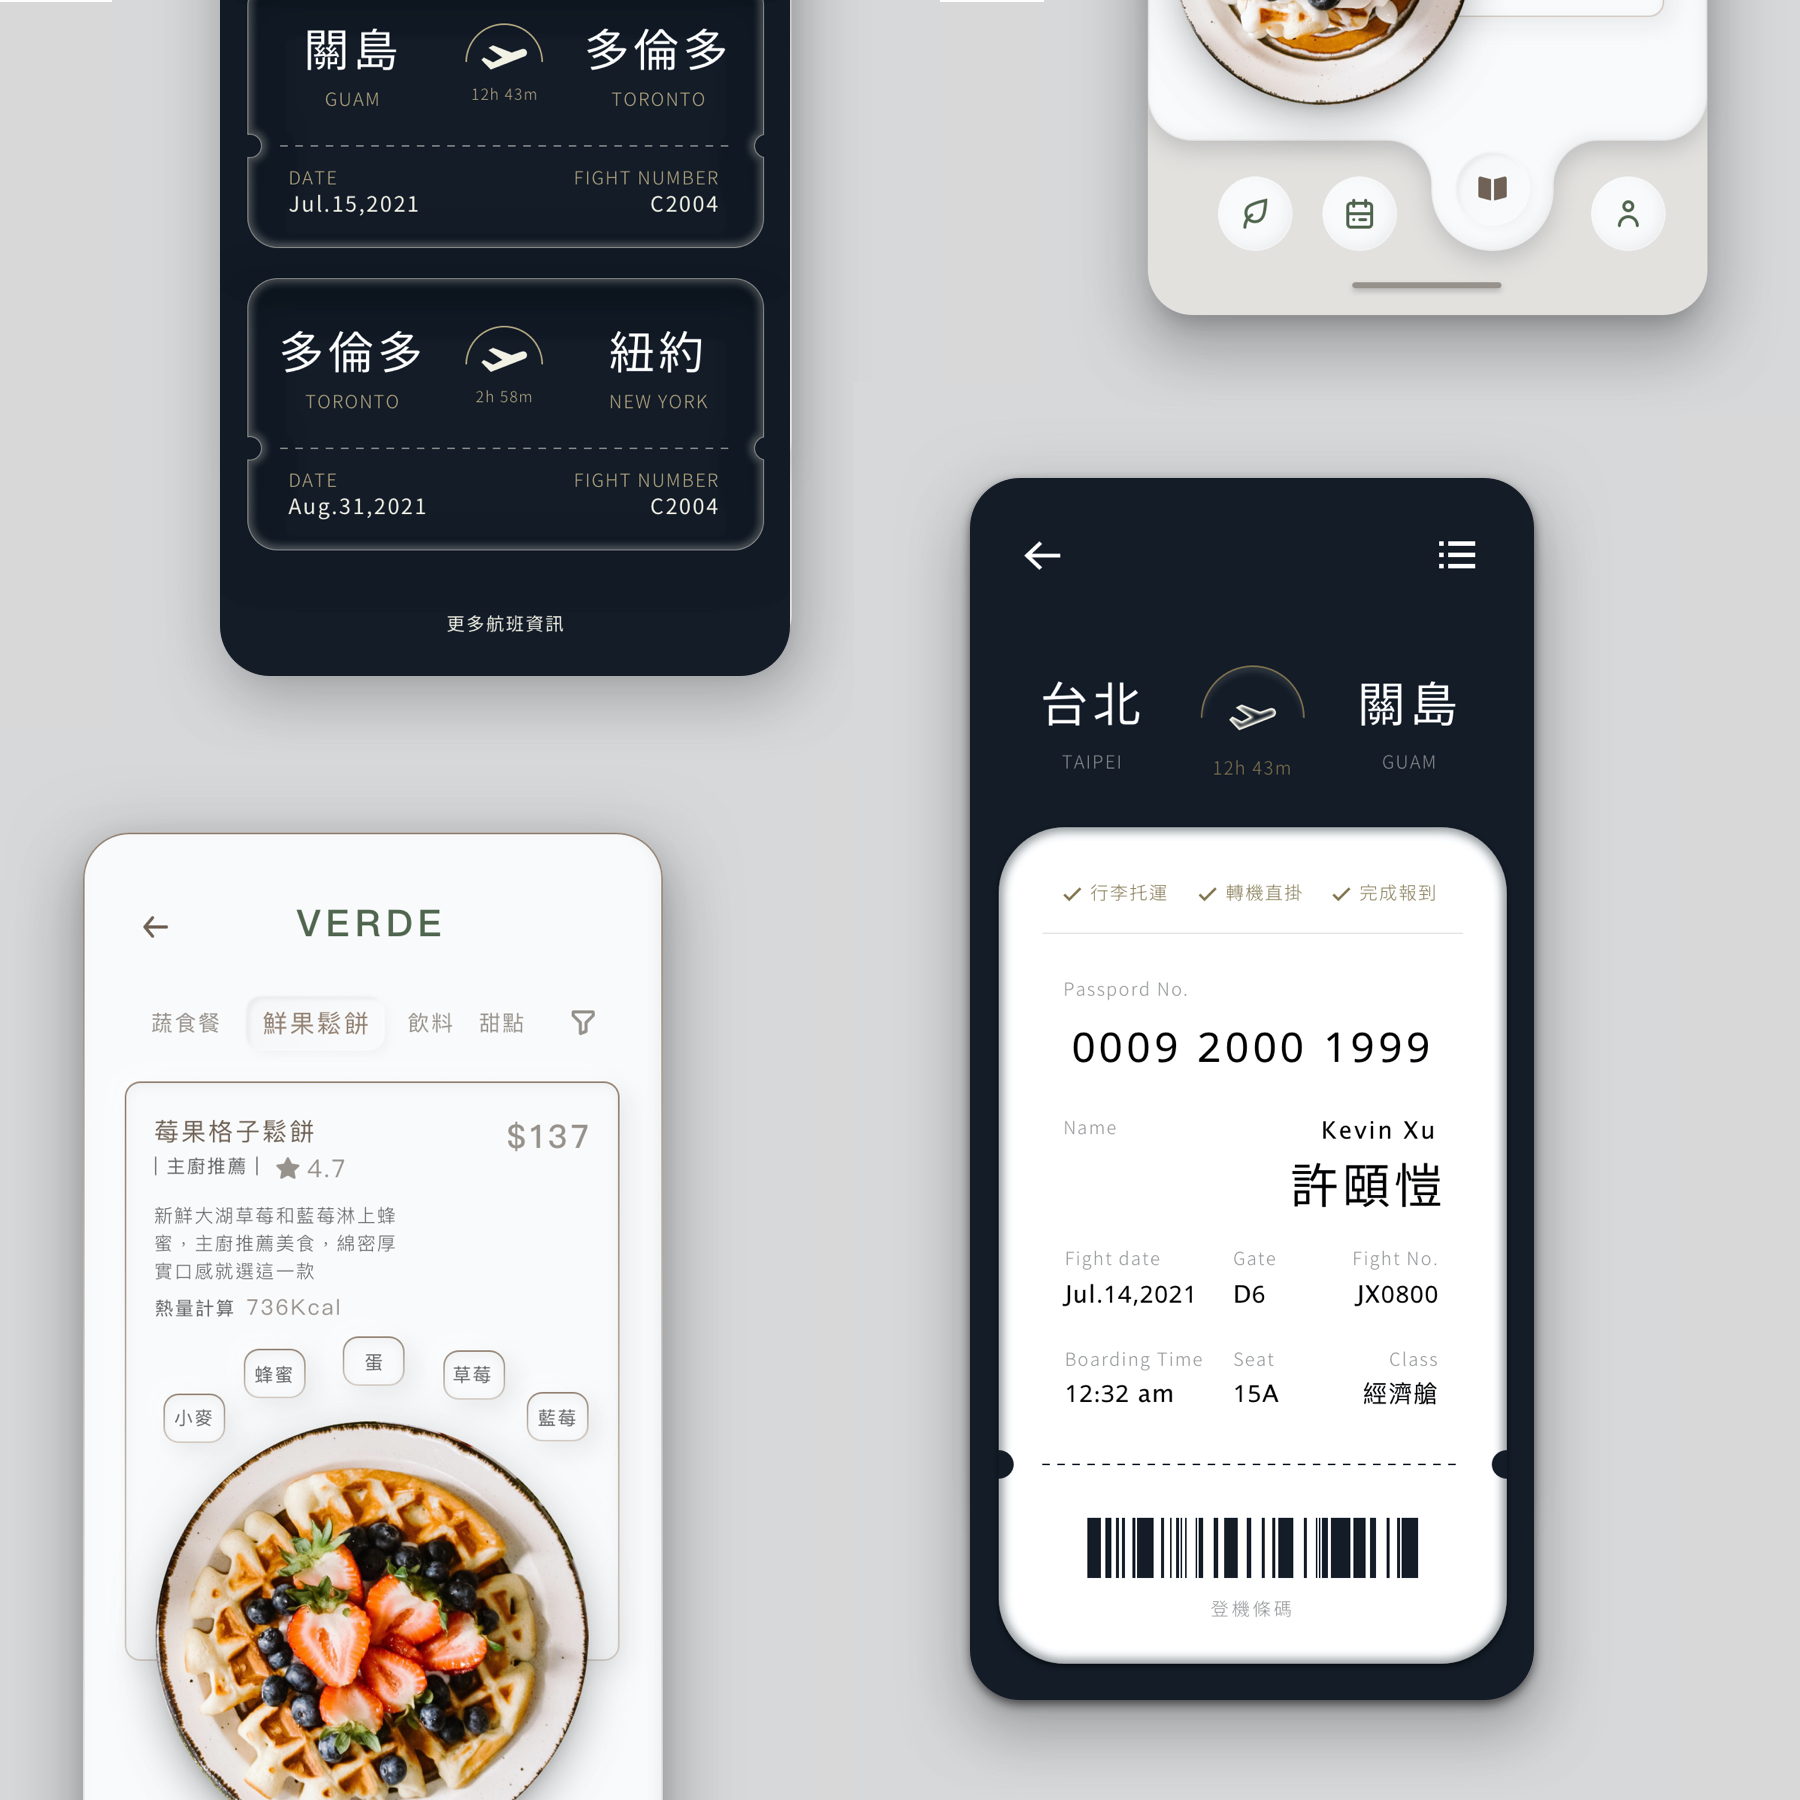 關島
多倫多
GUAM
12h 43m
TORONTO
DATE
FIGHT NUMBER
Jul.15,2021
C2004
多倫多
紐約
TORONTO
2h 58m
NEW YORK
DATE
FIGHT NUMBER
Aug.31,2021
C2004
更多航班資訊
台北
關島
TAIPEI
12h 43m
GUAM
行李托運
轉機直掛
完成報到
Passpord No.
0009 2000 1999
Name
Kevin Xu
許頤愷
Fight date
Gate
Fight No.
Jul.14,2021
D6
JX0800
Boarding Time
Seat
Class
12:32 am
15A
經濟艙
登機條碼
VERDE
蔬食餐
鮮果鬆餅
飲料
甜點
莓果格子鬆餅
$137
| 主廚推薦 |
4.7
新鮮大湖草莓和藍莓淋上蜂
蜜，主廚推薦美食，綿密厚
實口感就選這一款
熱量計算 736Kcal
小麥
蜂蜜
蛋
草莓
藍莓